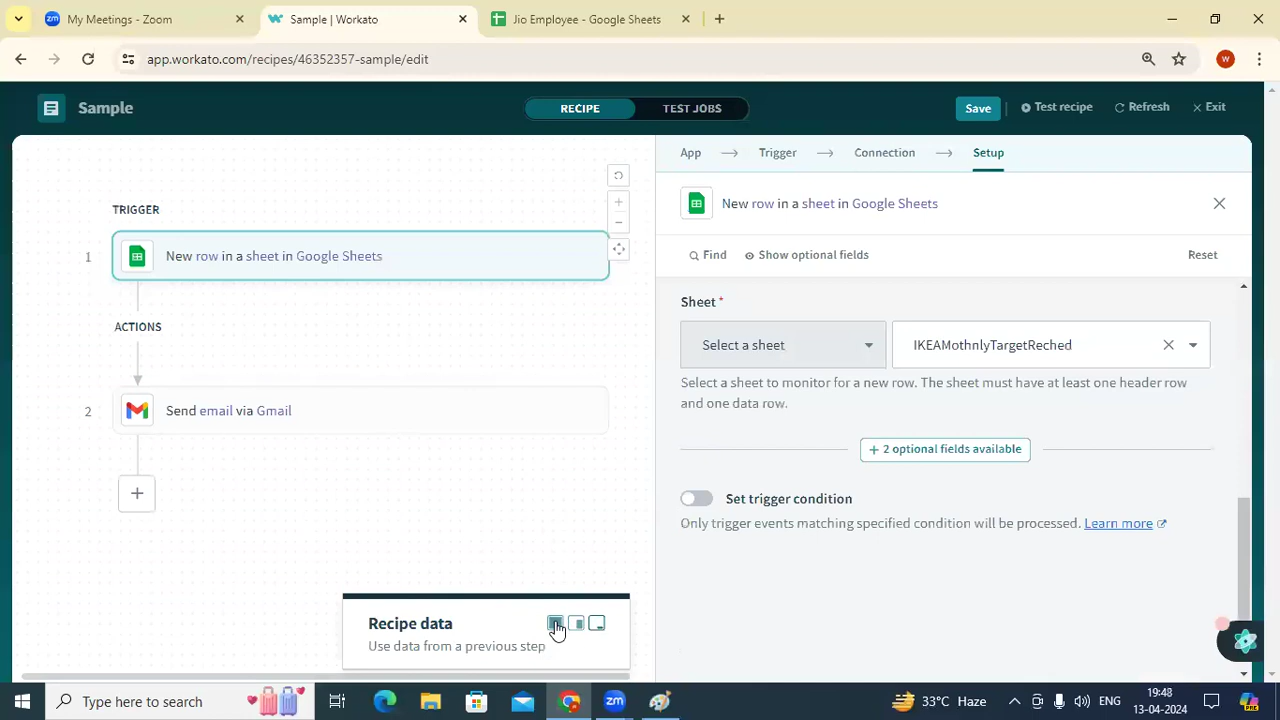 My Meetings - Zoom
Sample | Workato
Jio Employee - Google Sheets
app.workato.com/recipes/46352357-sample/edit
W
Sample
RECIPE
TEST JOBS
Save
Test recipe
Refresh
Exit
App
Trigger
Connection
Setup
TRIGGER
New row in a sheet in Google Sheets
1
New row in a sheet in Google Sheets
Find
Show optional fields
Reset
Sheet *
ACTIONS
Select a sheet
IKEAMothnlyTargetReched
Select a sheet to monitor for a new row. The sheet must have at least one header row
and one data row.
2
Send email via Gmail
+ 2 optional fields available
Set trigger condition
Only trigger events matching specified condition will be processed. Learn more
Recipe data
Use data from a previous step
Type here to search
zm
33°C Haze
ENG
19:48
13-04-2024